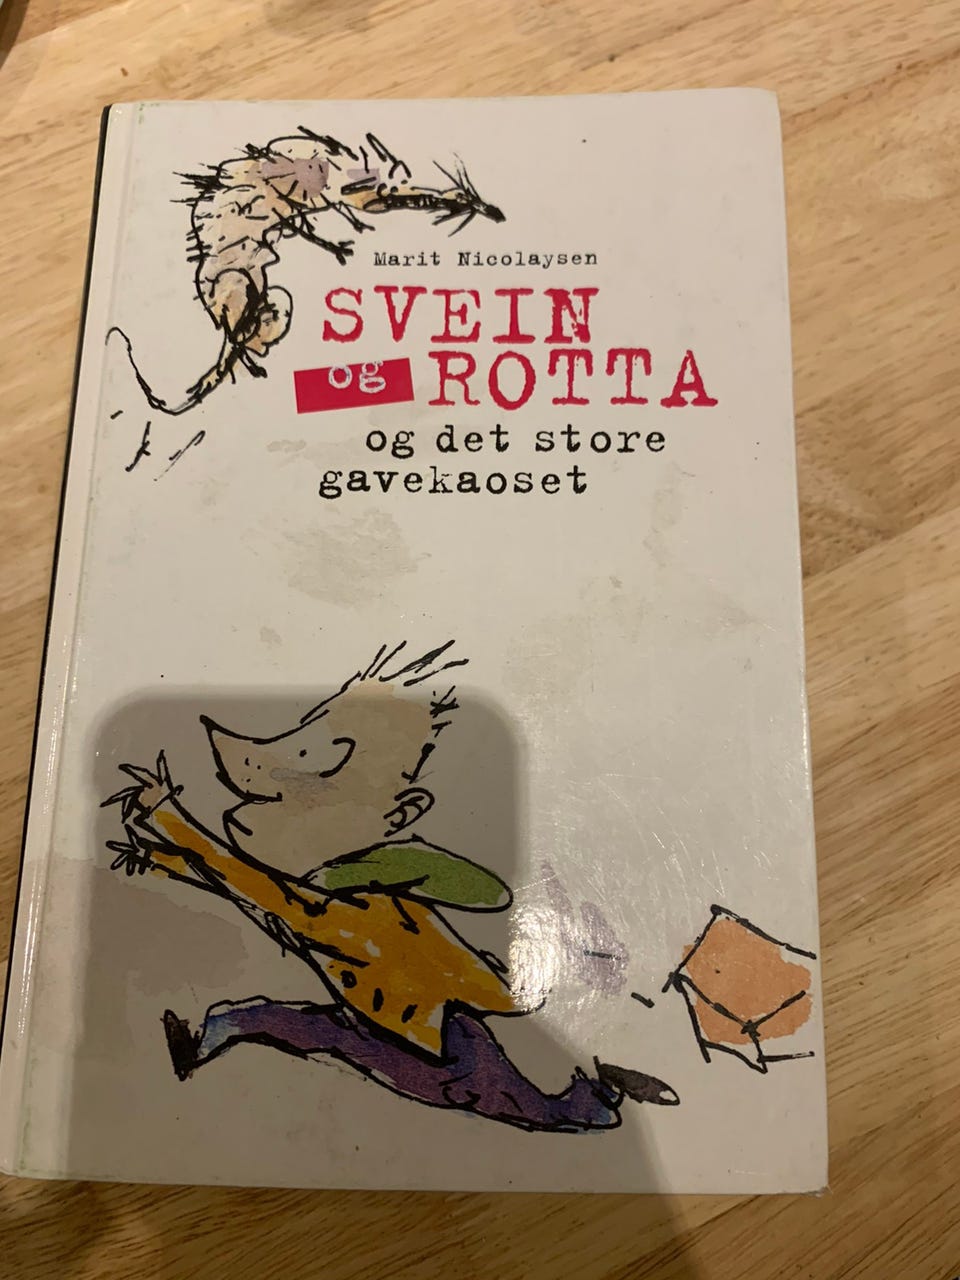 Marit Nicolaysen
SVEIN
og ROTTA
og det store
gavekaoset